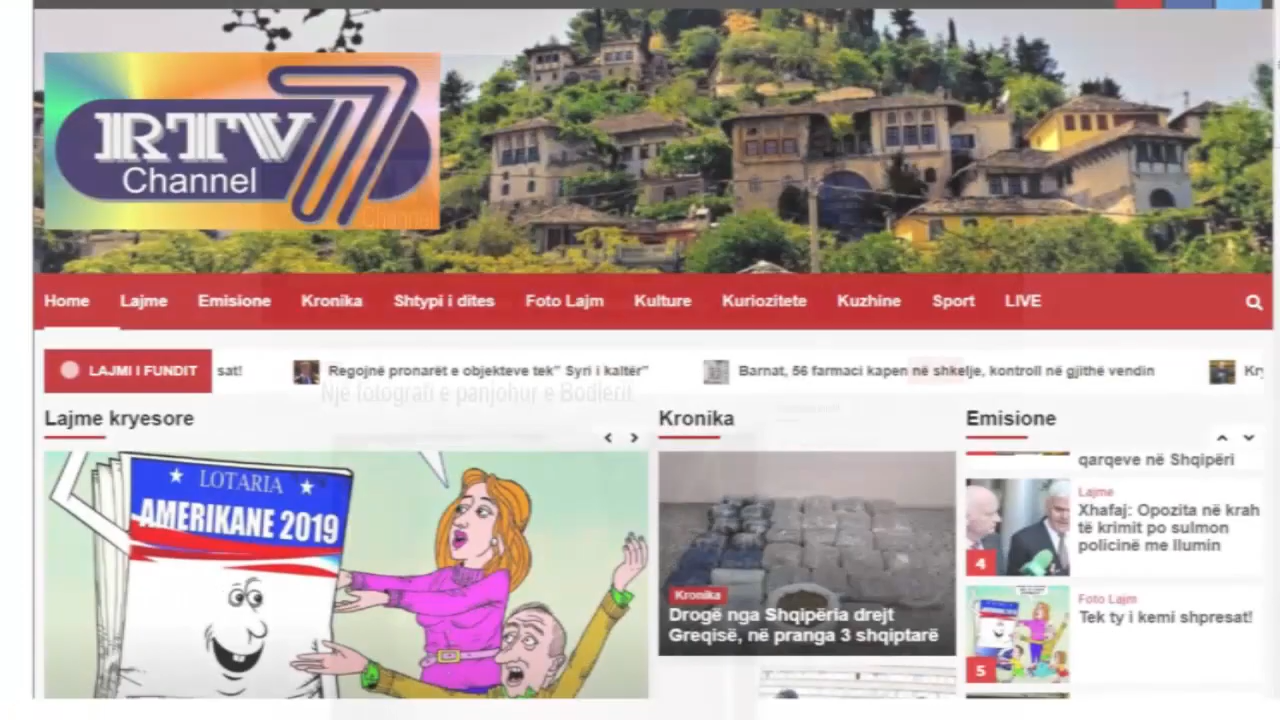 RTV 7
Channel
Channel
Home Lajme Emisione Kronika Shtypi i dites Foto Lajm Kulture Kuriozitete Kuzhine Sport LIVE
LAJMI I FUNDIT sat! Regojnë pronarët e objekteve tek” Syri i kaltër” Barnat, 56 farmaci kapen në shkelje, kontroll në gjithë vendin
Një fotografi e panjohur e Bodlerit
Lajme kryesore
Kronika
Emisione
LOTARIA
AMERIKANE 2019
Kronika
Drogë nga Shqipëria drejt
Greqisë, në pranga 3 shqiptarë
qarqeve në Shqipëri
Lajme
Xhafaj: Opozita në krah
të krimit po sulmon
policinë me llumin
4
Foto Lajm
Tek ty i kemi shpresat!
5